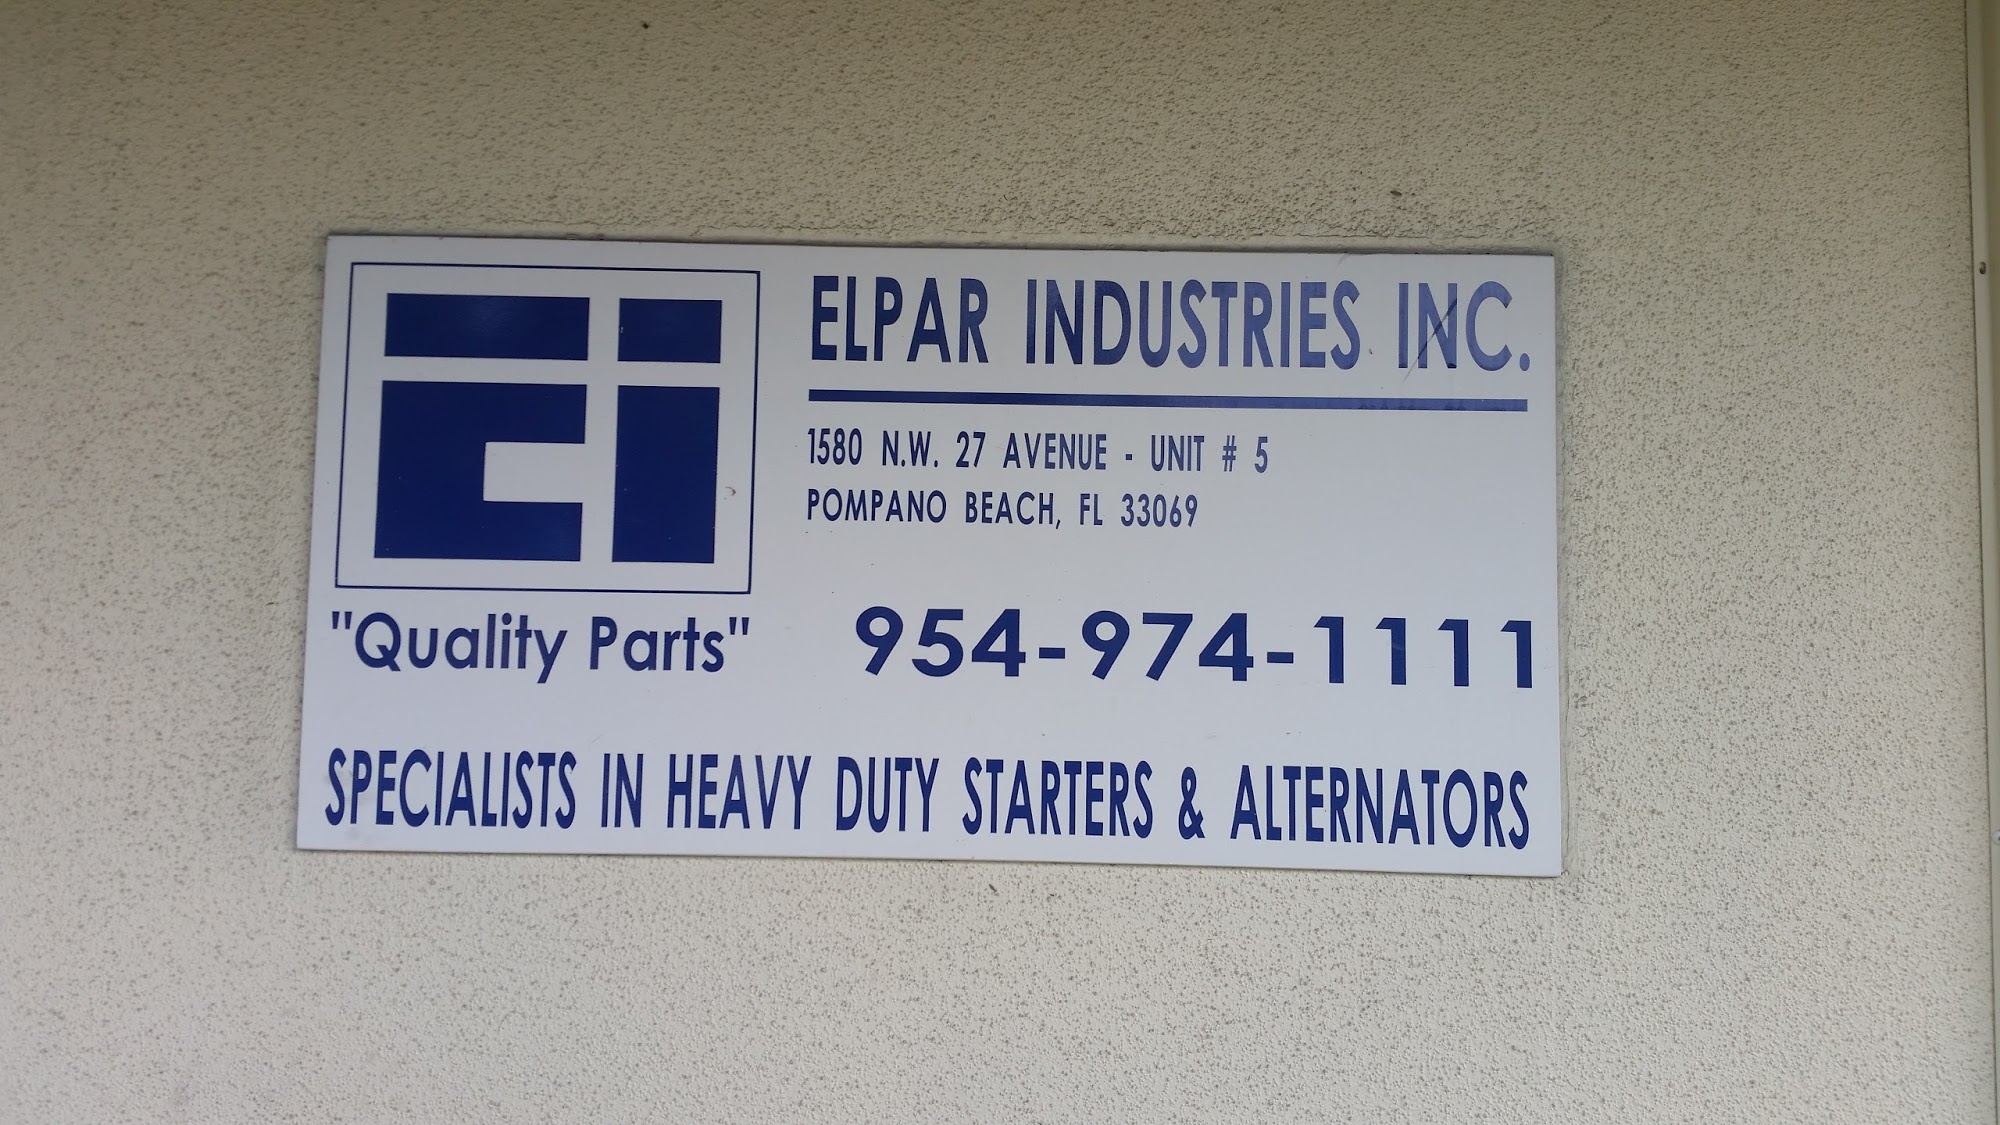 Ei
ELPAR INDUSTRIES INC.
1580 N.W. 27 AVENUE - UNIT # 5
POMPANO BEACH, FL 33069
"Quality Parts"
954-974-1111
SPECIALISTS IN HEAVY DUTY STARTERS & ALTERNATORS